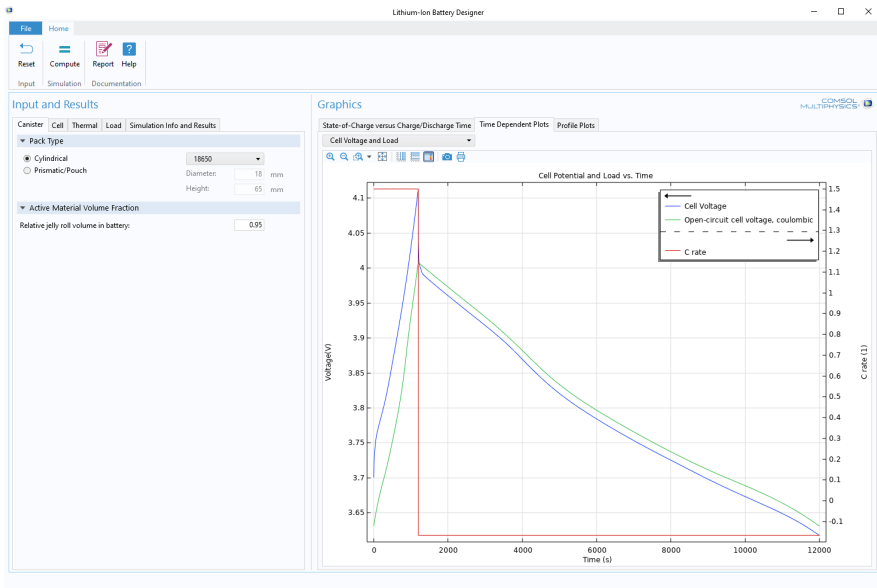 Lithium-Ion Battery Designer
File Home
Reset Compute Report Help
Input Simulation Documentation
Input and Results
Canister Cell Thermal Load Simulation Info and Results
Pack Type
Cylindrical 18650
Prismatic/Pouch Diameter: 18 mm
Height: 65 mm
Active Material Volume Fraction
Relative jelly roll volume in battery: 0.95
Graphics
COMSOL
MULTIPHYSICS
State-of-Charge versus Charge/Discharge Time Time Dependent Plots Profile Plots
Cell Voltage and Load
Cell Potential and Load vs. Time
Cell Voltage
Open-circuit cell voltage, coulombic
C rate
4.1
4.05
4
3.95
3.9
3.85
3.8
3.75
3.7
3.65
Voltage(V)
1.5
1.4
1.3
1.2
1.1
1
0.9
0.8
0.7
0.6
0.5
0.4
0.3
0.2
0.1
0
-0.1
C rate (1)
0 2000 4000 6000 8000 10000 12000
Time (s)